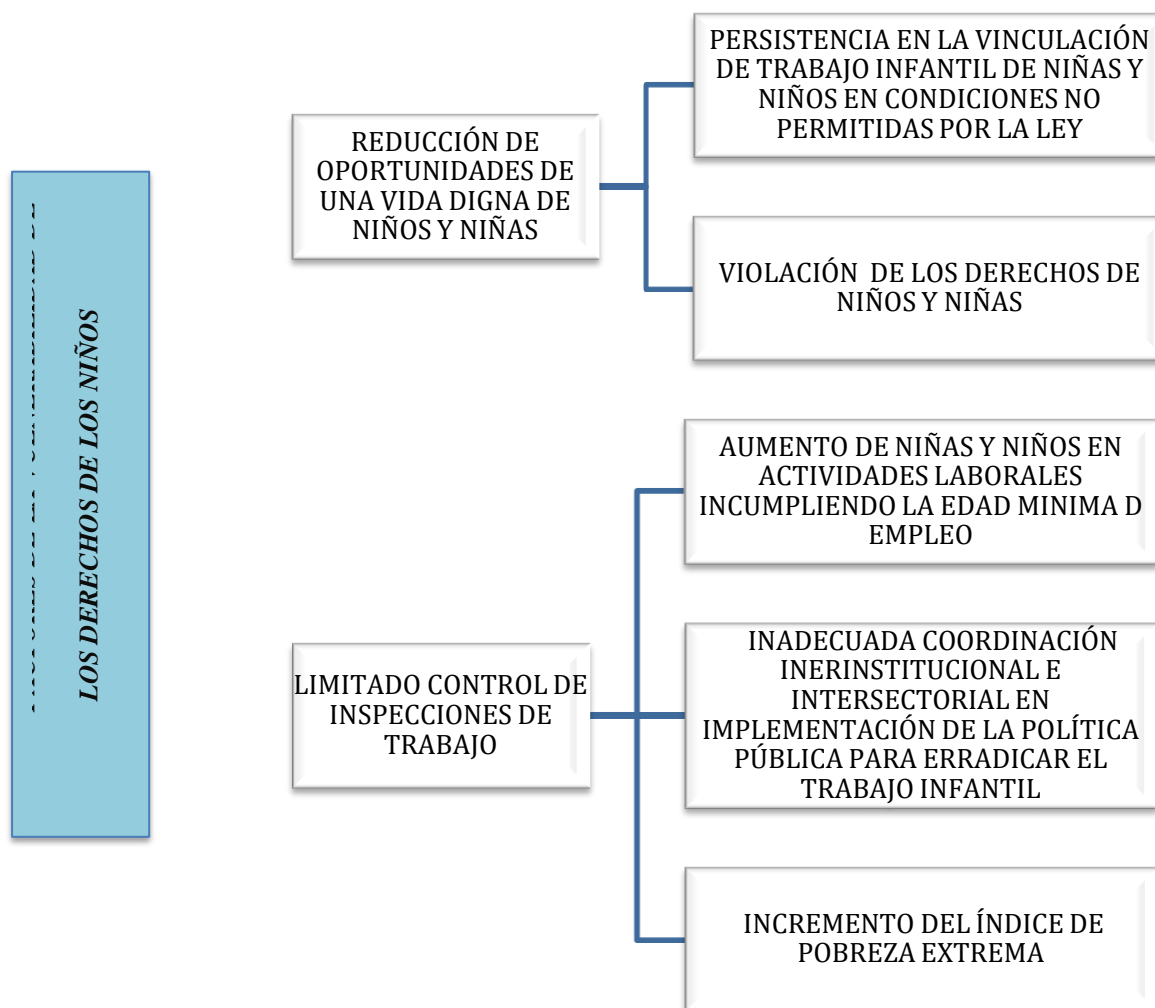 LOS DERECHOS DE LOS NIÑOS
REDUCCIÓN DE
OPORTUNIDADES DE
UNA VIDA DIGNA DE
NIÑOS Y NIÑAS
PERSISTENCIA EN LA VINCULACIÓN
DE TRABAJO INFANTIL DE NIÑAS Y
NIÑOS EN CONDICIONES NO
PERMITIDAS POR LA LEY
VIOLACIÓN DE LOS DERECHOS DE
NIÑOS Y NIÑAS
LIMITADO CONTROL DE
INSPECCIONES DE
TRABAJO
AUMENTO DE NIÑAS Y NIÑOS EN
ACTIVIDADES LABORALES
INCUMPLIENDO LA EDAD MINIMA D
EMPLEO
INADECUADA COORDINACIÓN
INERINSTITUCIONAL E
INTERSECTORIAL EN
IMPLEMENTACIÓN DE LA POLÍTICA
PÚBLICA PARA ERRADICAR EL
TRABAJO INFANTIL
INCREMENTO DEL ÍNDICE DE
POBREZA EXTREMA